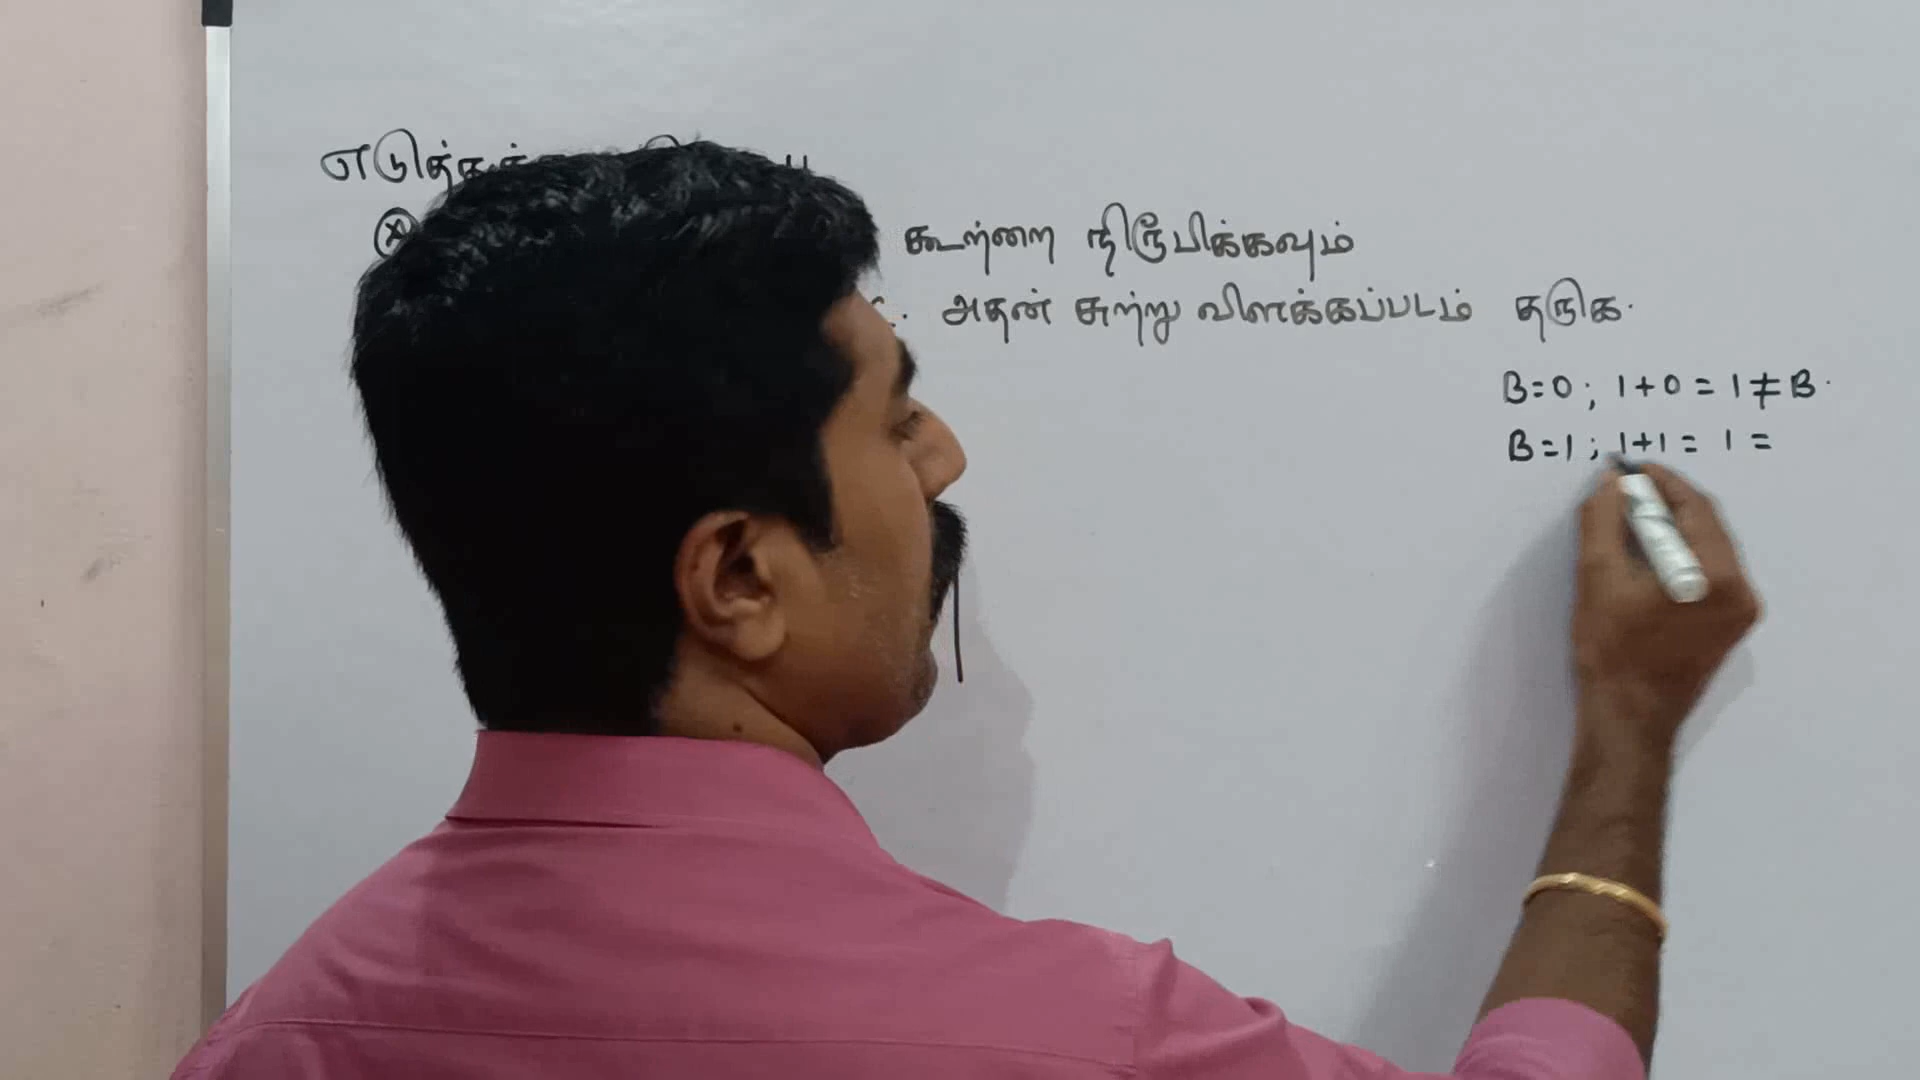 கூற்றை நிரூபிக்கவும்
அதன் சுற்று விளக்கப்படம் தருக.
B=0; 1+0 = 1 ≠ B.
B=1; 1+1 = 1 =